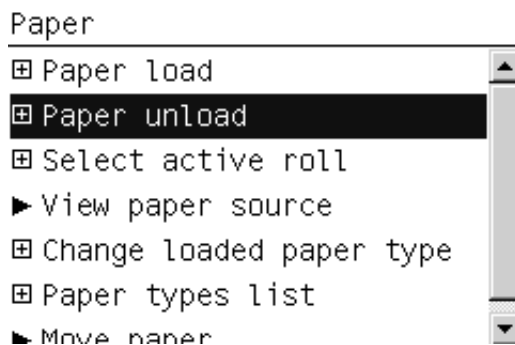 Paper
Paper load
Paper unload
Select active roll
View paper source
Change loaded paper type
Paper types list
Move paper